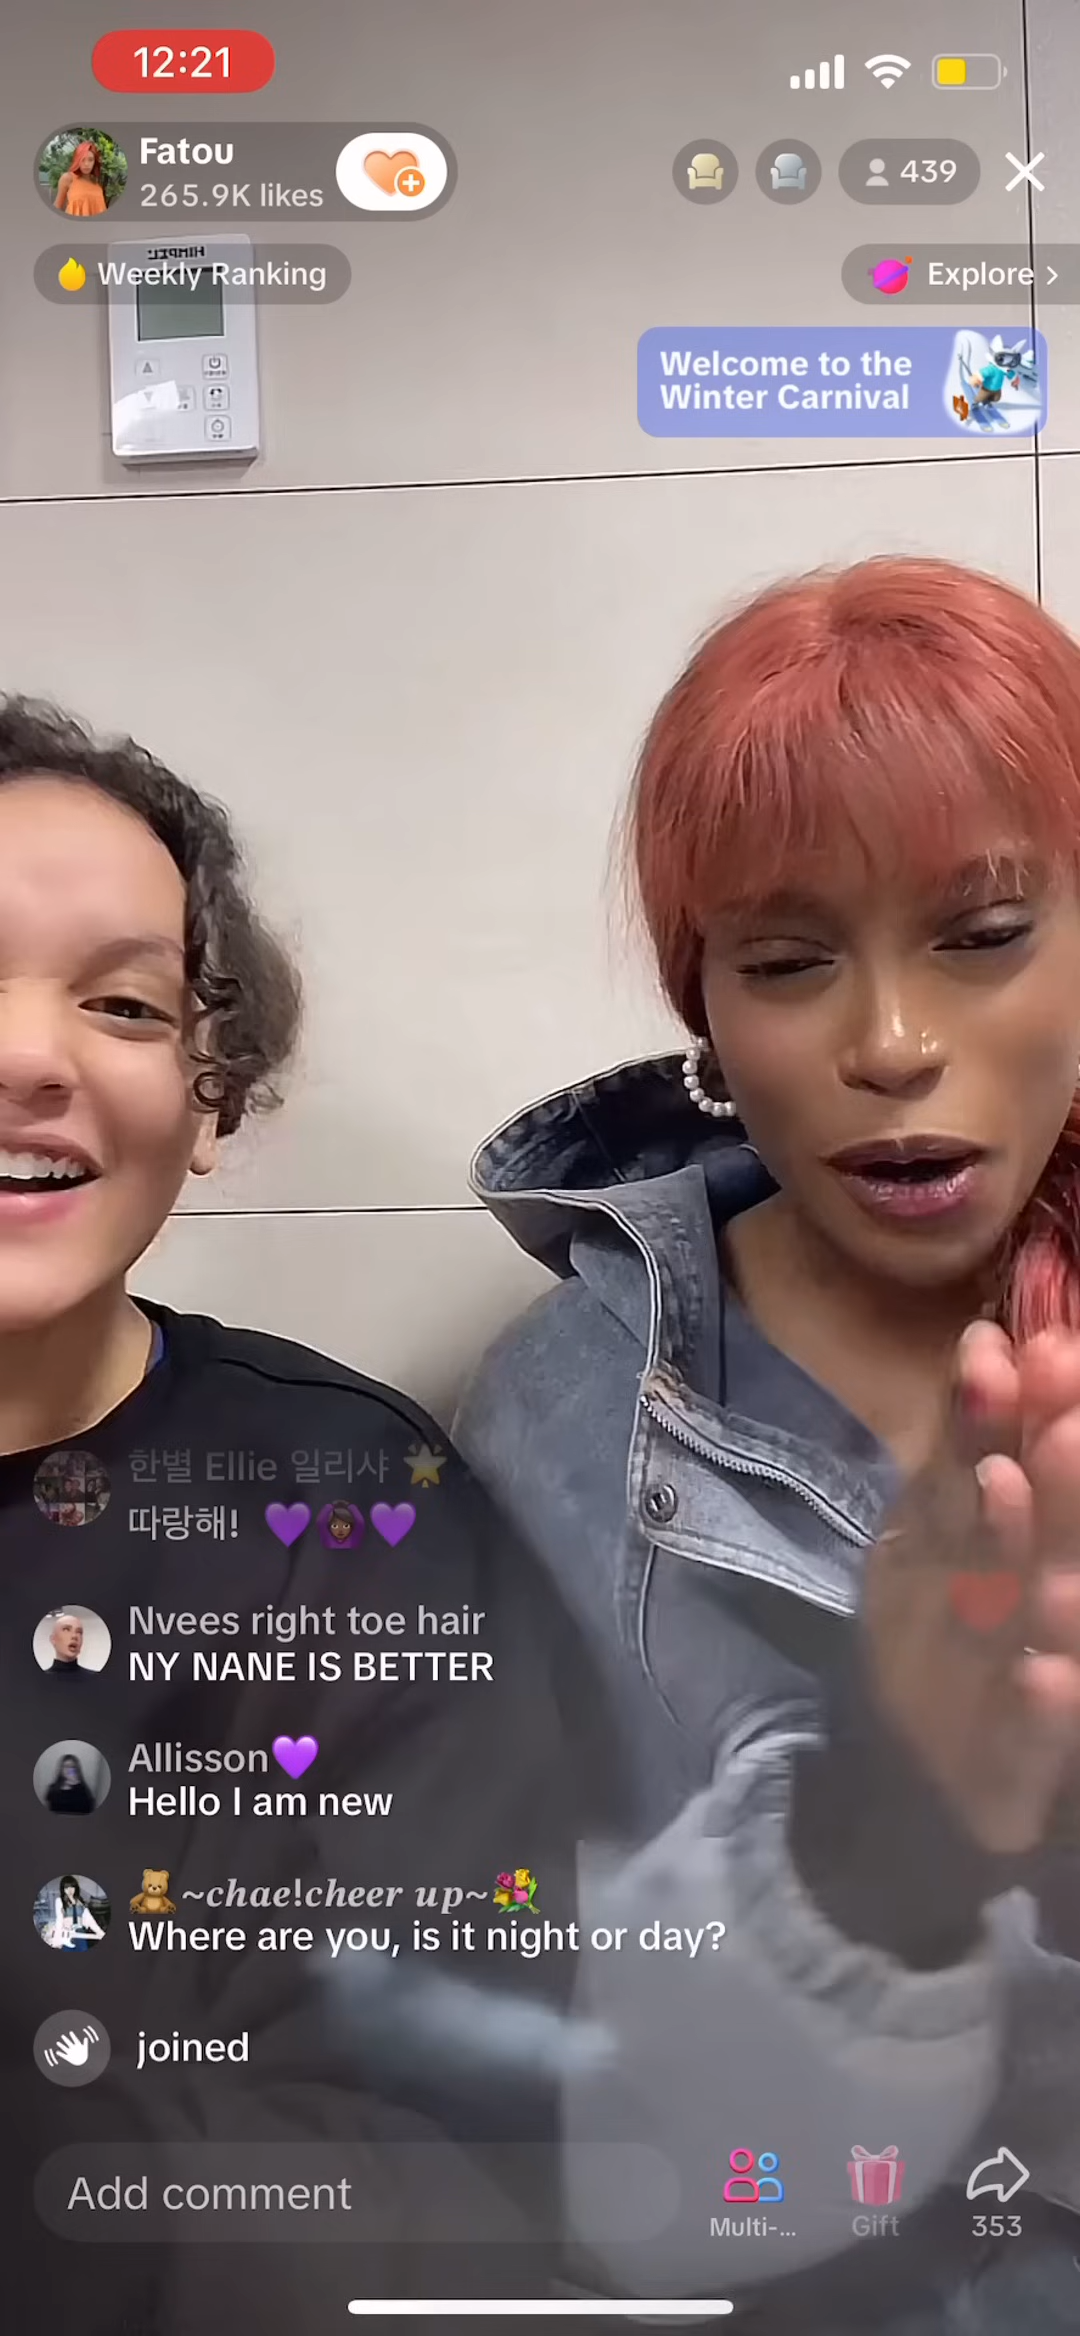 12:21
Fatou
265.9K likes
439
Weekly Ranking
Explore >
Welcome to the
Winter Carnival
한별 Ellie 일리샤
따랑해!
Nvees right toe hair
NY NANE IS BETTER
Allisson
Hello I am new
~chae!cheer up~
Where are you, is it night or day?
joined
Add comment
Multi-...
Gift
353